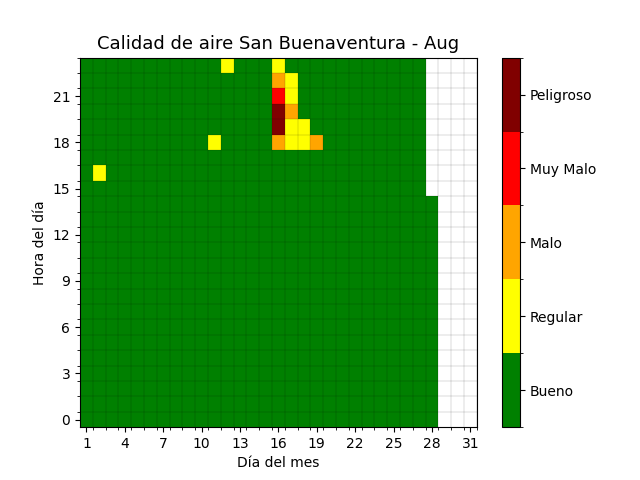 Calidad de aire San Buenaventura - Aug
Hora del día
21
18
15
12
9
6
3
0
1 4 7 10 13 16 19 22 25 28 31
Día del mes
Peligroso
Muy Malo
Malo
Regular
Bueno